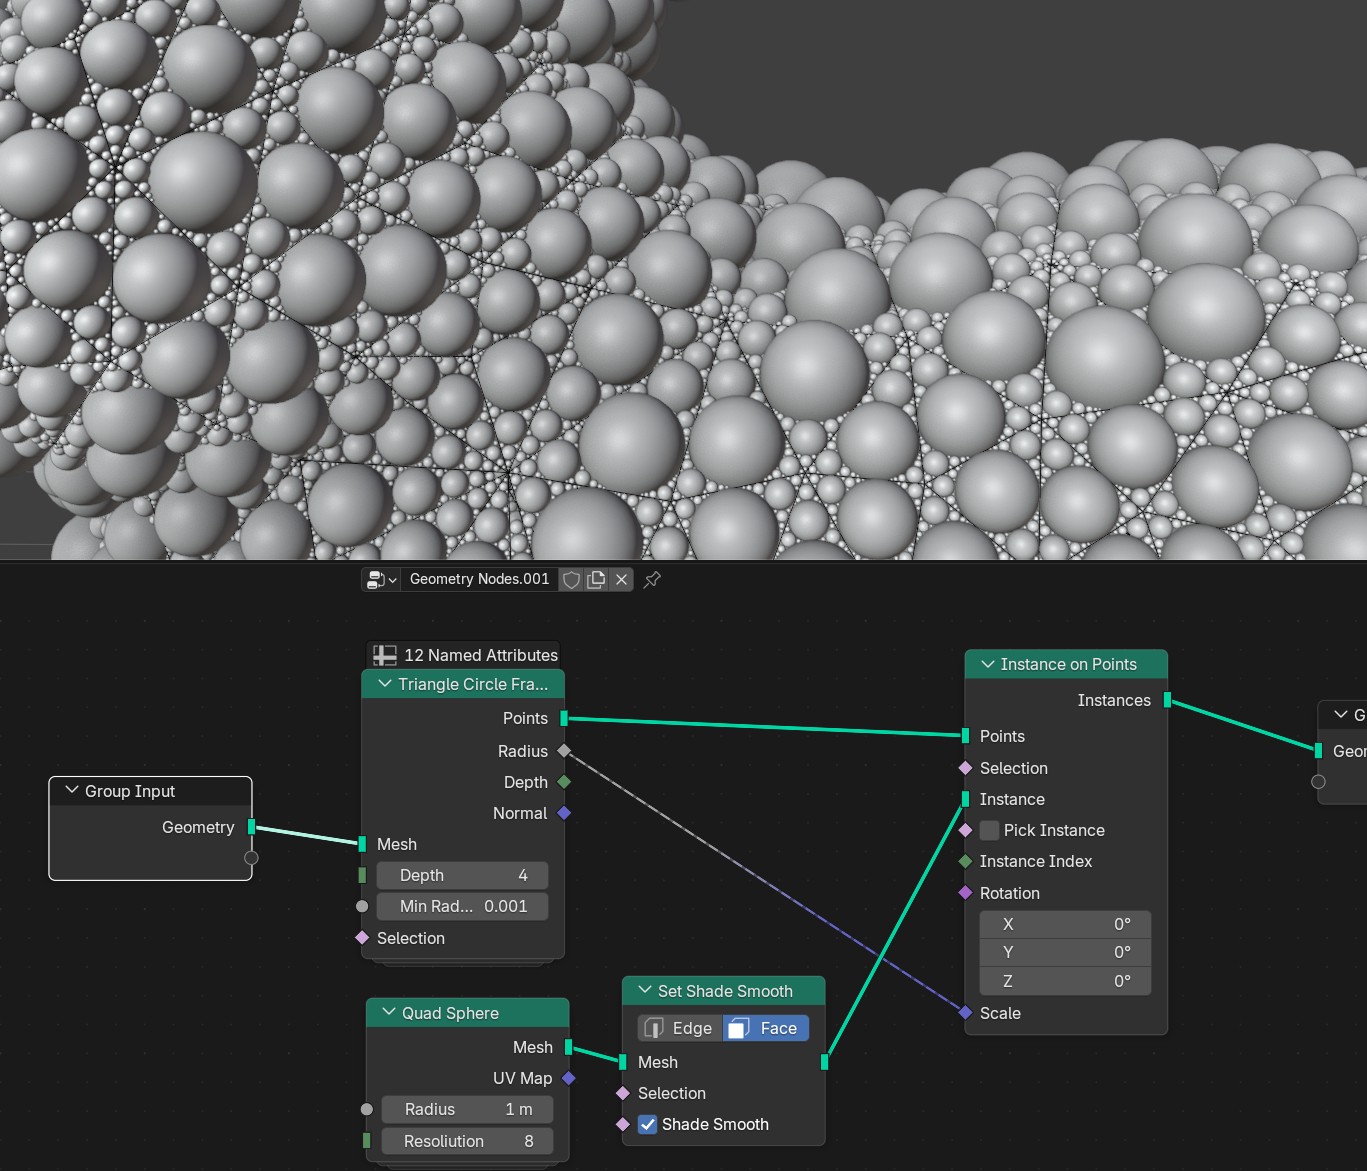 Geometry Nodes.001
12 Named Attributes
Triangle Circle Fra...
Points
Radius
Depth
Normal
Mesh
Depth 4
Min Rad... 0.001
Selection
Group Input
Geometry
Quad Sphere
Mesh
UV Map
Radius 1 m
Resoliution 8
Set Shade Smooth
Edge Face
Mesh
Selection
Shade Smooth
Instance on Points
Instances
Points
Selection
Instance
Pick Instance
Instance Index
Rotation
X 0°
Y 0°
Z 0°
Scale
G
Geor